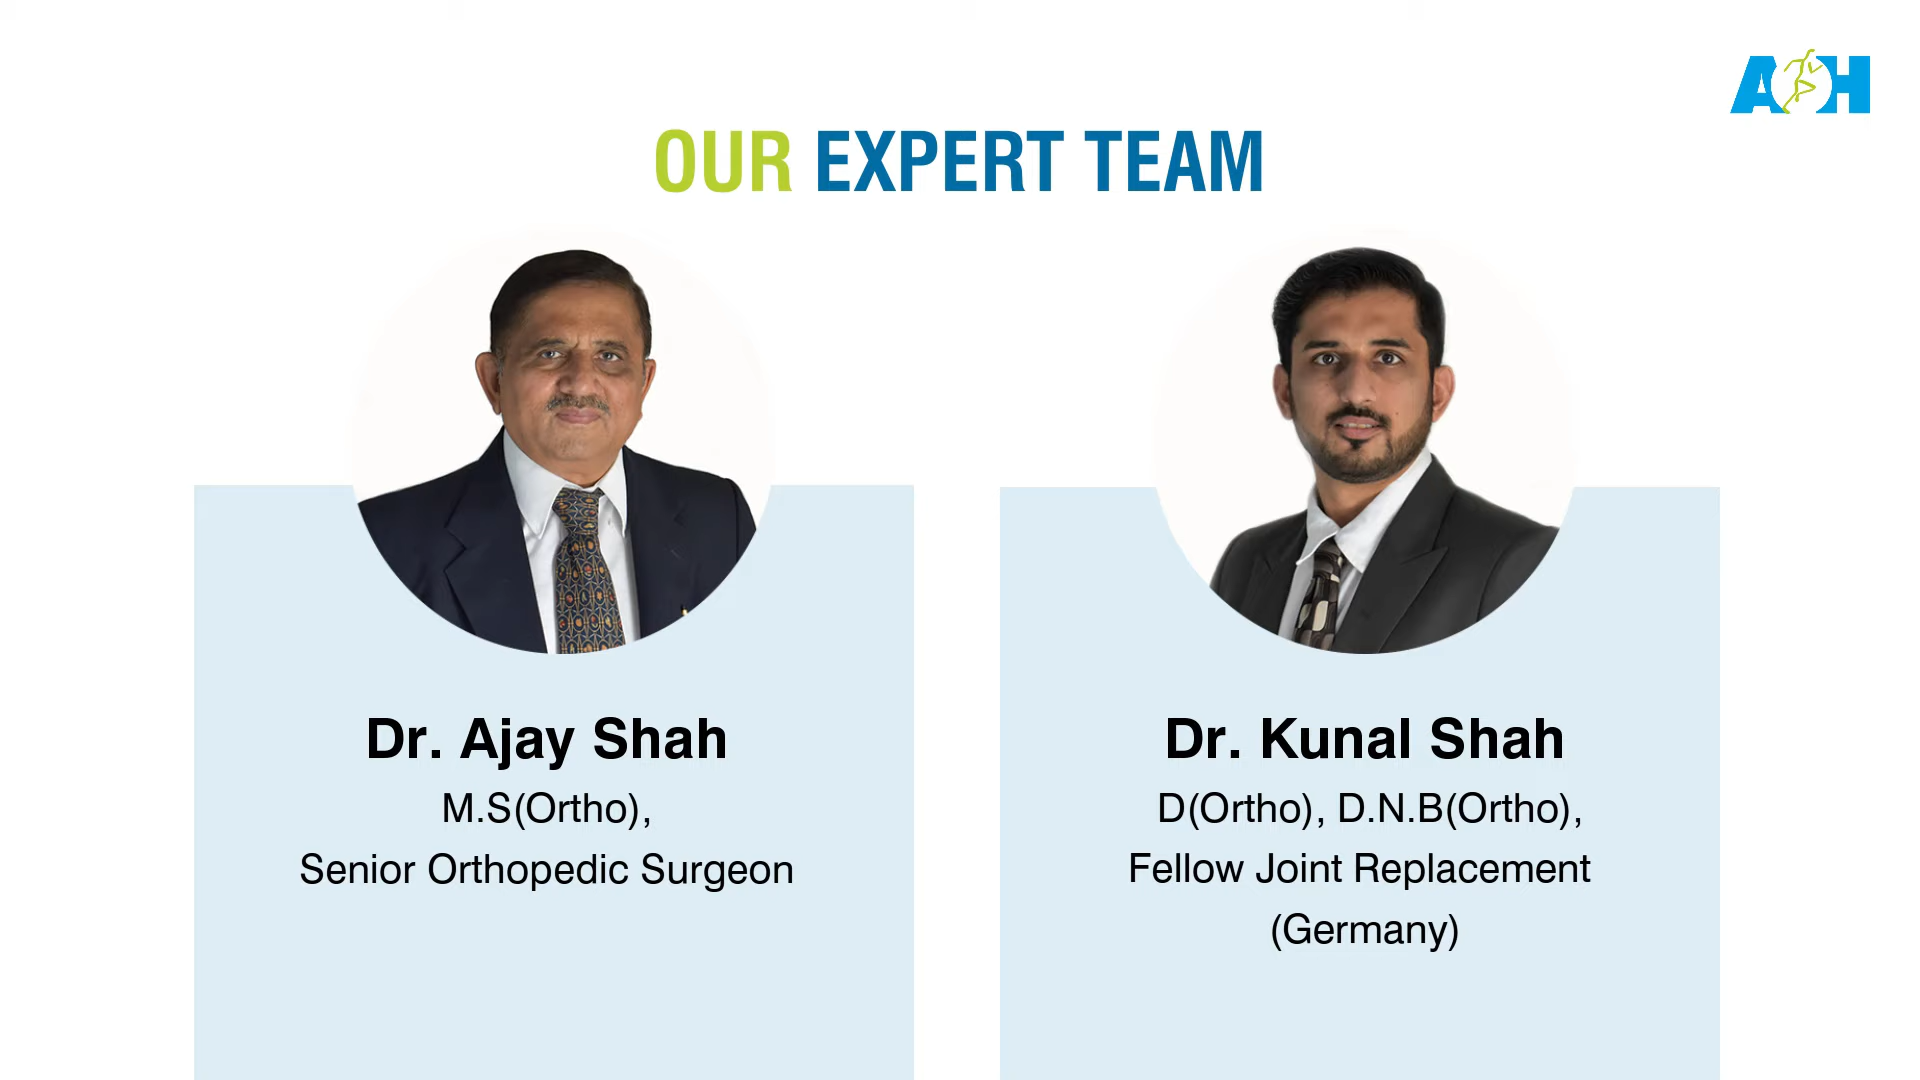 AOH
OUR EXPERT TEAM
Dr. Ajay Shah
M.S(Ortho),
Senior Orthopedic Surgeon
Dr. Kunal Shah
D(Ortho), D.N.B(Ortho),
Fellow Joint Replacement
(Germany)